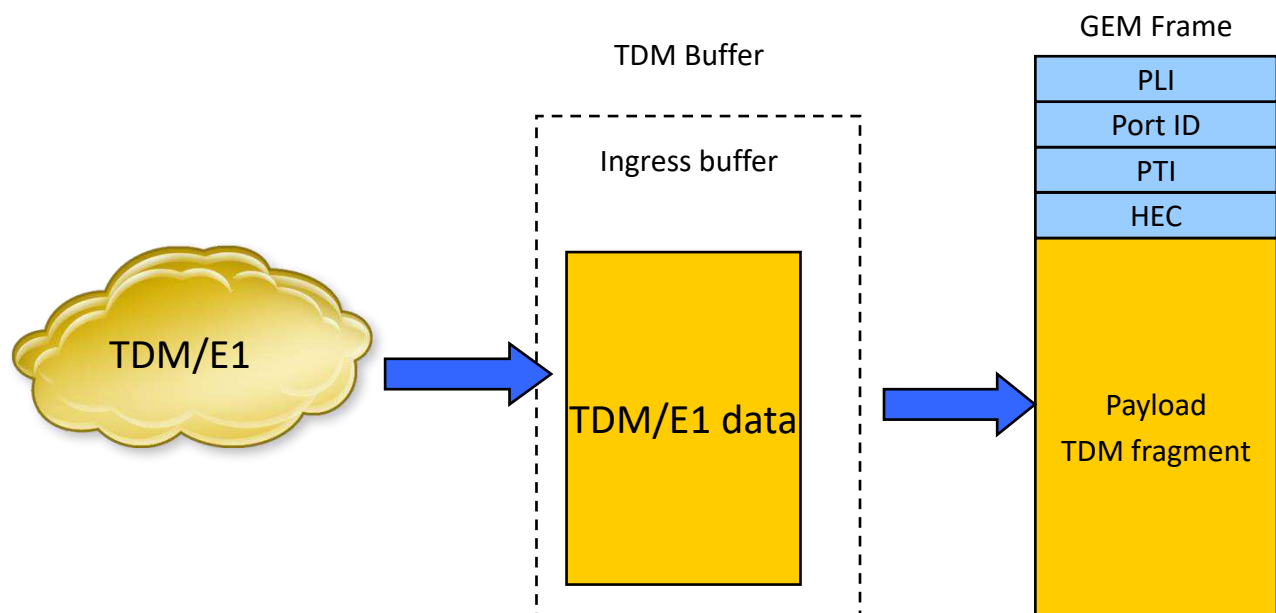 GEM Frame
TDM Buffer
PLI
Port ID
Ingress buffer
PTI
HEC
TDM/E1
TDM/E1 data
Payload
TDM fragment